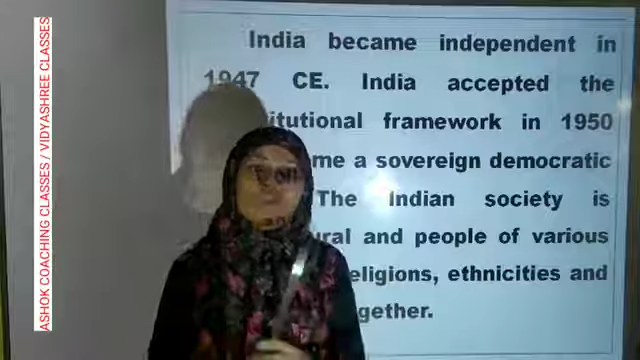 ASHOK COACHING CLASSES / VIDYASHREE CLASSES
India became independent in
1947 CE. India accepted the
itutional framework in 1950
me a sovereign democratic
The Indian society is
ural and people of various
eligions, ethnicities and
gether.